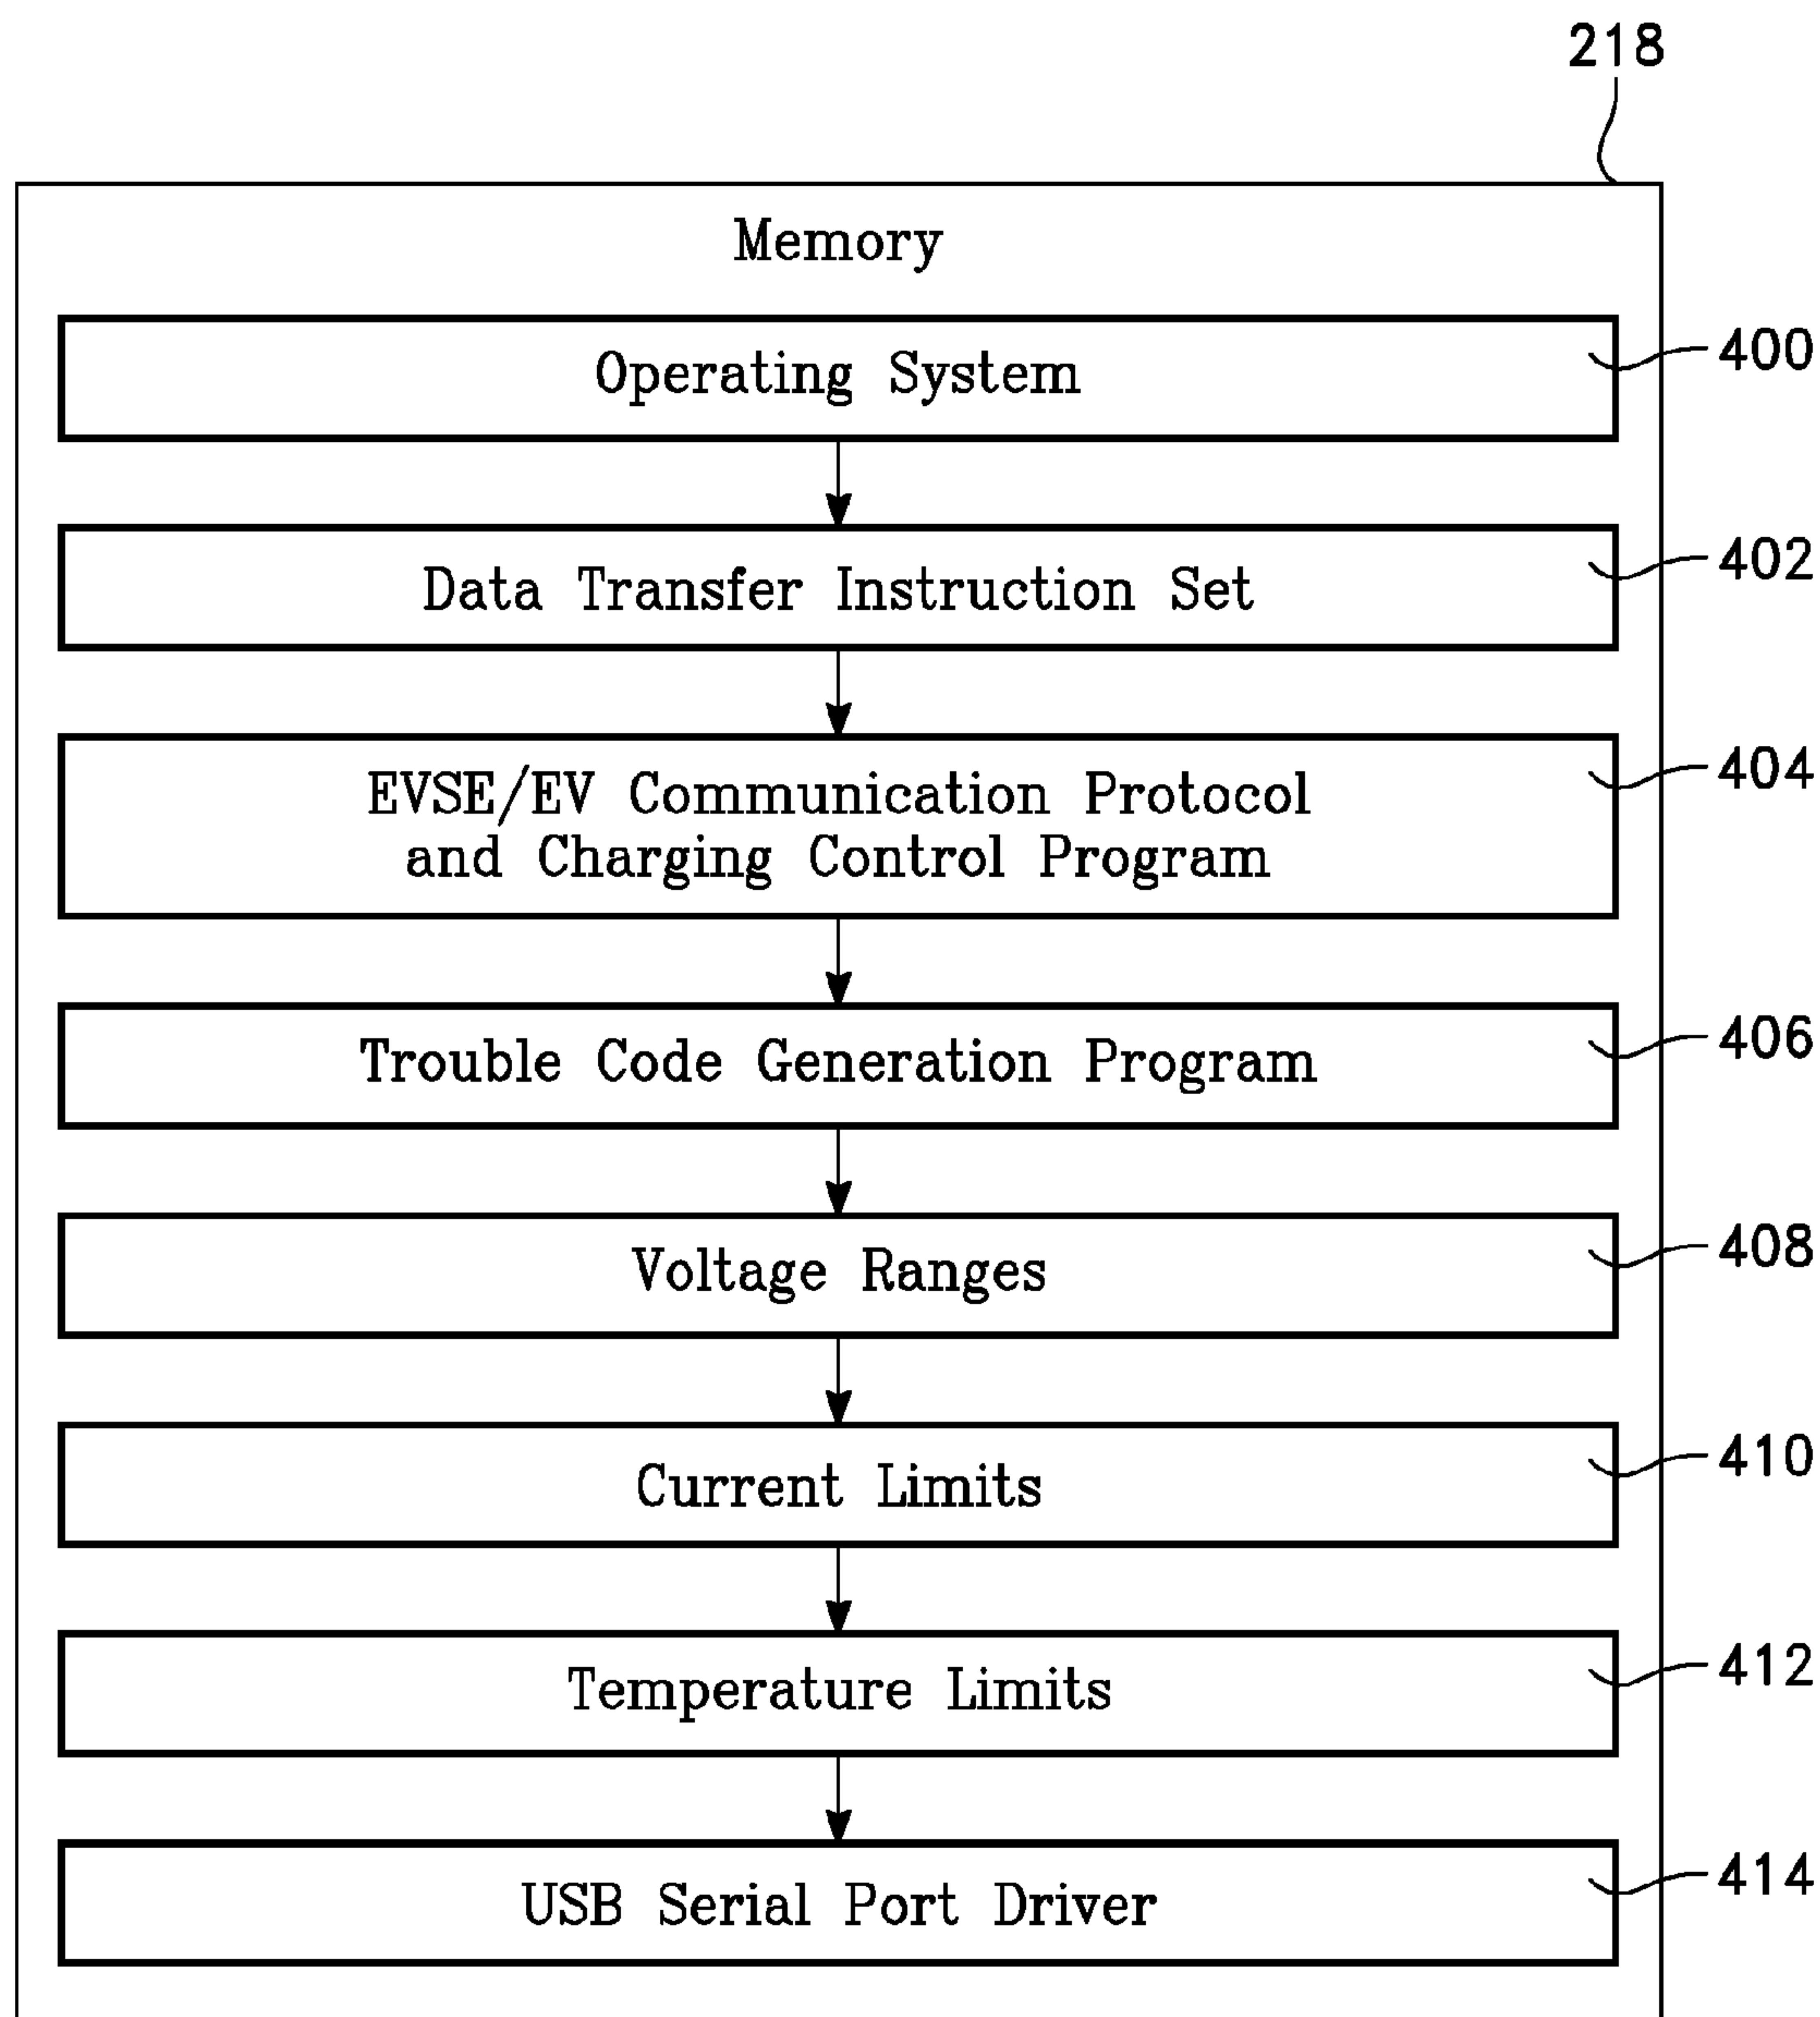 218
Memory
Operating System
400
Data Transfer Instruction Set
402
EVSE/EV Communication Protocol
and Charging Control Program
404
Trouble Code Generation Program
406
Voltage Ranges
408
Current Limits
410
Temperature Limits
412
USB Serial Port Driver
414